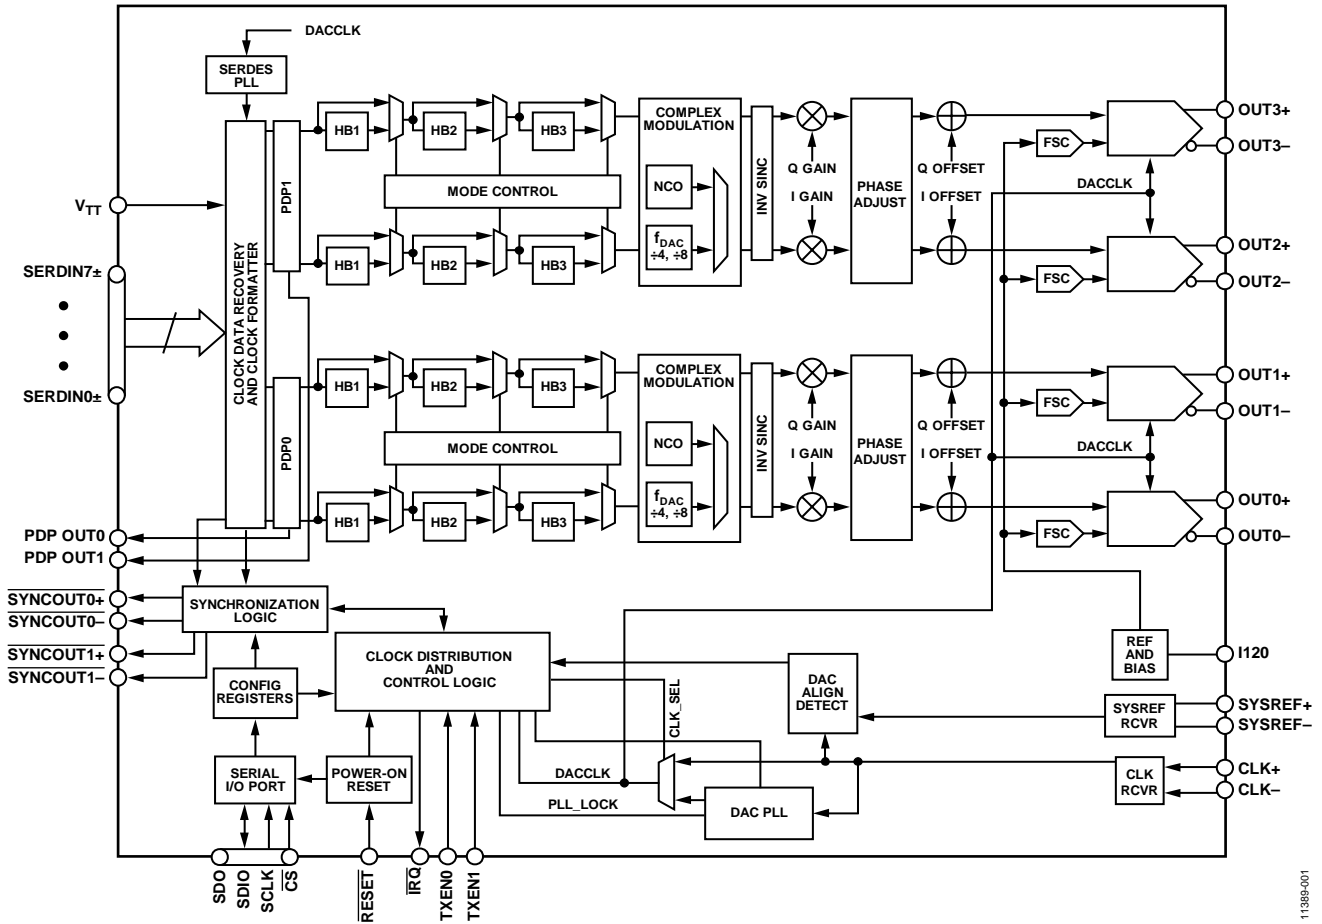 DACCLK
SERDES
PLL
CLOCK DATA RECOVERY
AND CLOCK FORMATTER
PDP1
HB1
HB2
HB3
MODE CONTROL
HB1
HB2
HB3
COMPLEX
MODULATION
NCO
fDAC
÷4, ÷8
INV SINC
Q GAIN
I GAIN
PHASE
ADJUST
Q OFFSET
I OFFSET
FSC
DACCLK
FSC
OUT3+
OUT3–
OUT2+
OUT2–
VTT
SERDIN7±
SERDIN0±
PDP0
HB1
HB2
HB3
MODE CONTROL
HB1
HB2
HB3
COMPLEX
MODULATION
NCO
fDAC
÷4, ÷8
INV SINC
Q GAIN
I GAIN
PHASE
ADJUST
Q OFFSET
I OFFSET
FSC
DACCLK
FSC
OUT1+
OUT1–
OUT0+
OUT0–
PDP OUT0
PDP OUT1
SYNCOUT0+
SYNCOUT0–
SYNCOUT1+
SYNCOUT1–
SYNCHRONIZATION
LOGIC
CONFIG
REGISTERS
CLOCK DISTRIBUTION
AND
CONTROL LOGIC
CLK_SEL
DAC
ALIGN
DETECT
REF
AND
BIAS
I120
SYSREF
RCVR
SYSREF+
SYSREF–
SERIAL
I/O PORT
POWER-ON
RESET
DACCLK
PLL_LOCK
DAC PLL
CLK
RCVR
CLK+
CLK–
SDO
SDIO
SCLK
CS
RESET
IRQ
TXEN0
TXEN1
11389-001